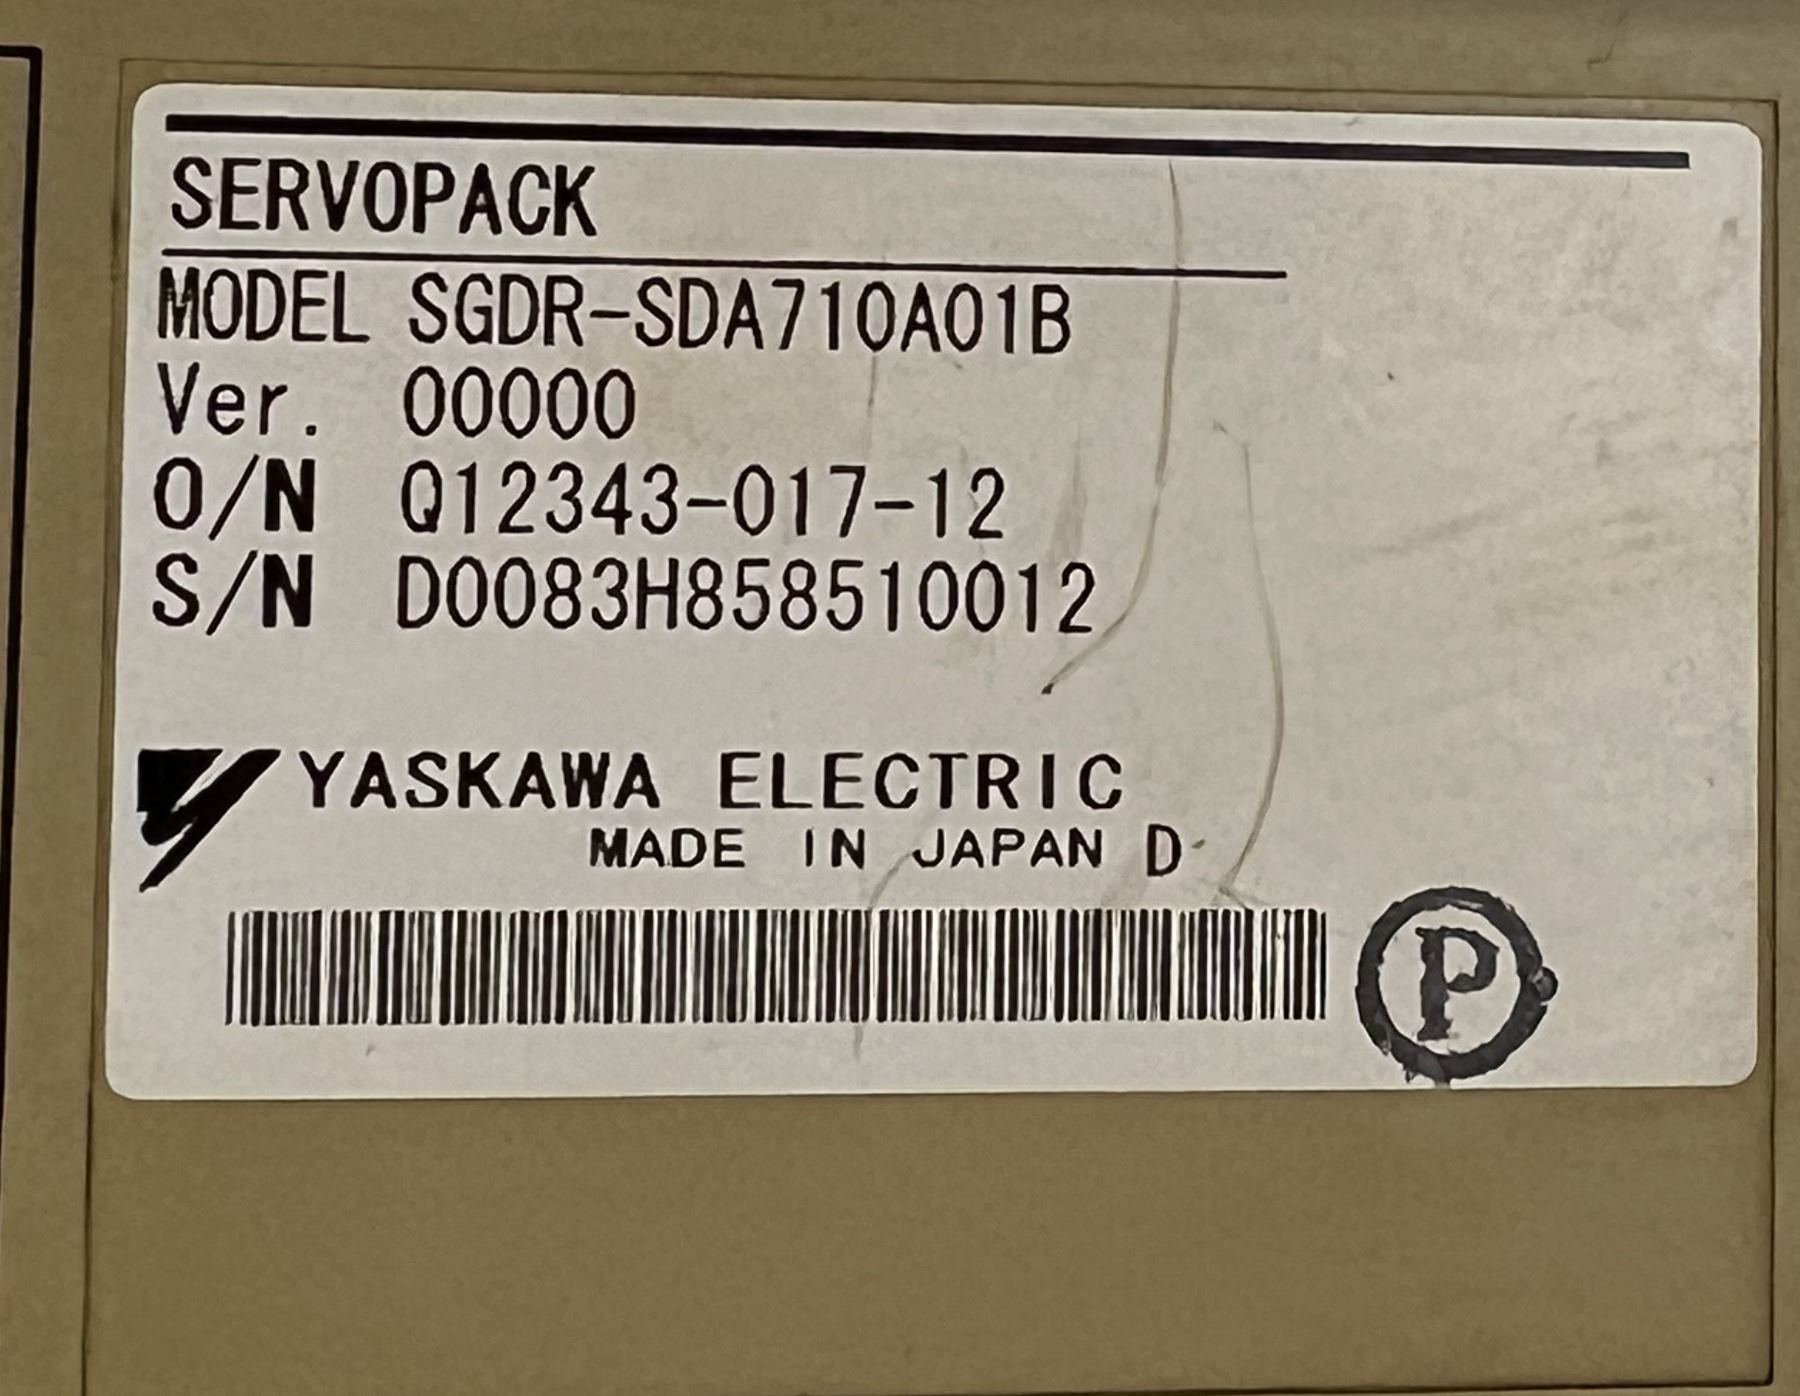 SERVOPACK
MODEL SGDR-SDA710A01B
Ver. 00000
O/N Q12343-017-12
S/N D0083H858510012
YASKAWA ELECTRIC
MADE IN JAPAN D
P